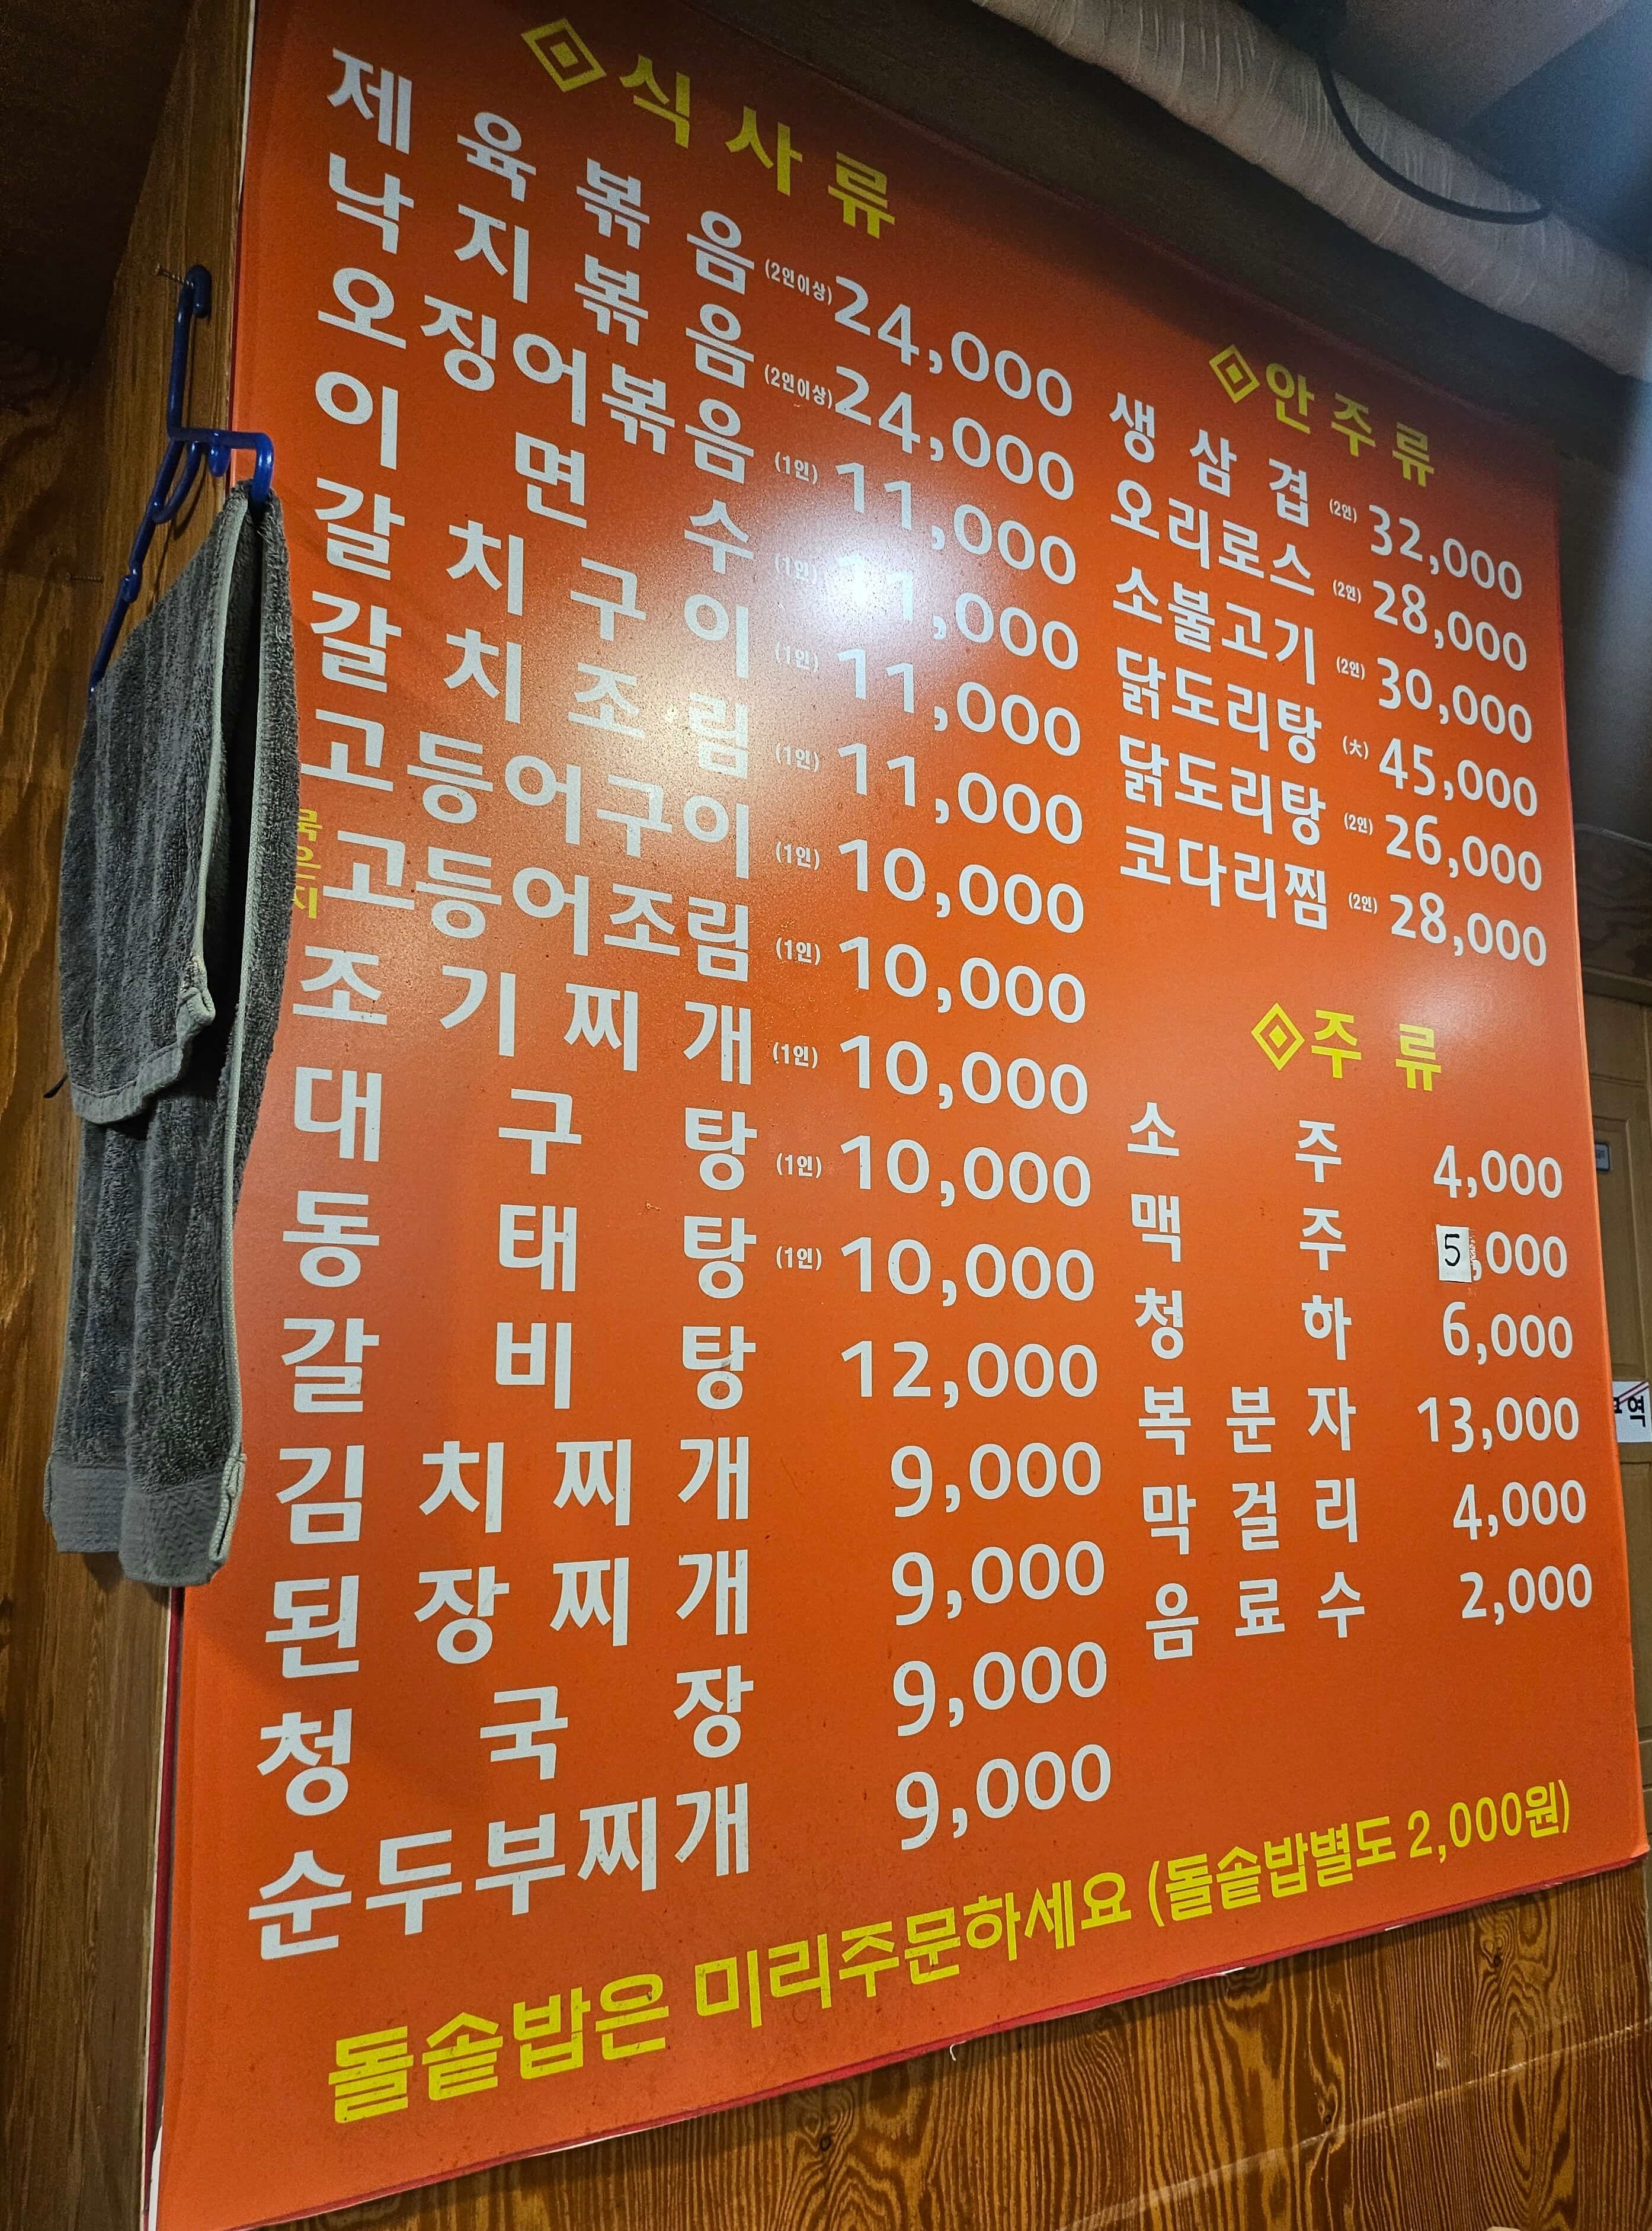 식사류
제육볶음 (2인이상) 24,000
낙지볶음 (2인이상) 24,000
오징어볶음 (1인) 11,000
이면수 (1인) 11,000
갈치구이 (1인) 11,000
갈치조림 (1인) 11,000
고등어구이 (1인) 10,000
묵은지 고등어조림 (1인) 10,000
조기찌개 (1인) 10,000
대구탕 (1인) 10,000
동태탕 (1인) 10,000
갈비탕 12,000
김치찌개 9,000
된장찌개 9,000
청국장 9,000
순두부찌개 9,000
안주류
생삼겹 (2인) 32,000
오리로스 (2인) 28,000
소불고기 (2인) 30,000
닭도리탕 (大) 45,000
닭도리탕 (2인) 26,000
코다리찜 (2인) 28,000
주류
소주 4,000
맥주 5,000
청하 6,000
복분자 13,000
막걸리 4,000
음료수 2,000
돌솥밥은 미리주문하세요 (돌솥밥별도 2,000원)